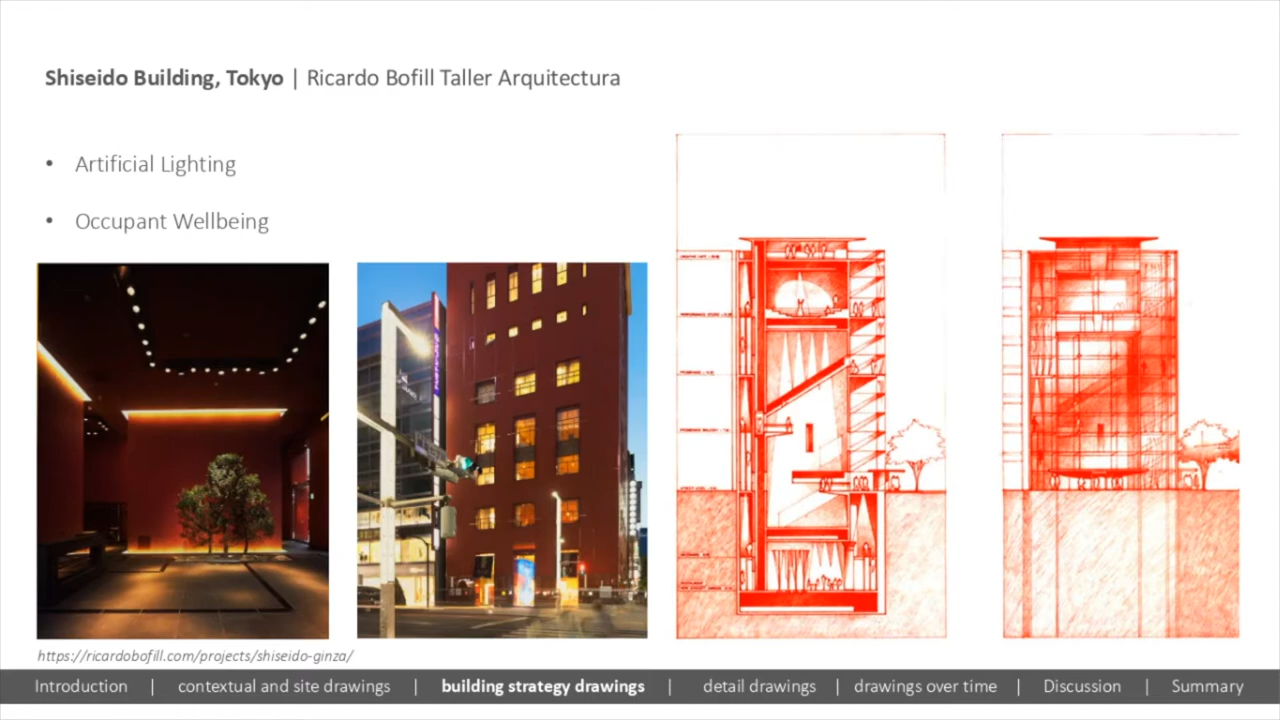 Shiseido Building, Tokyo | Ricardo Bofill Taller Arquitectura
• Artificial Lighting
• Occupant Wellbeing
https://ricardobofill.com/projects/shiseido-ginza/
Introduction | contextual and site drawings | building strategy drawings | detail drawings | drawings over time | Discussion | Summary